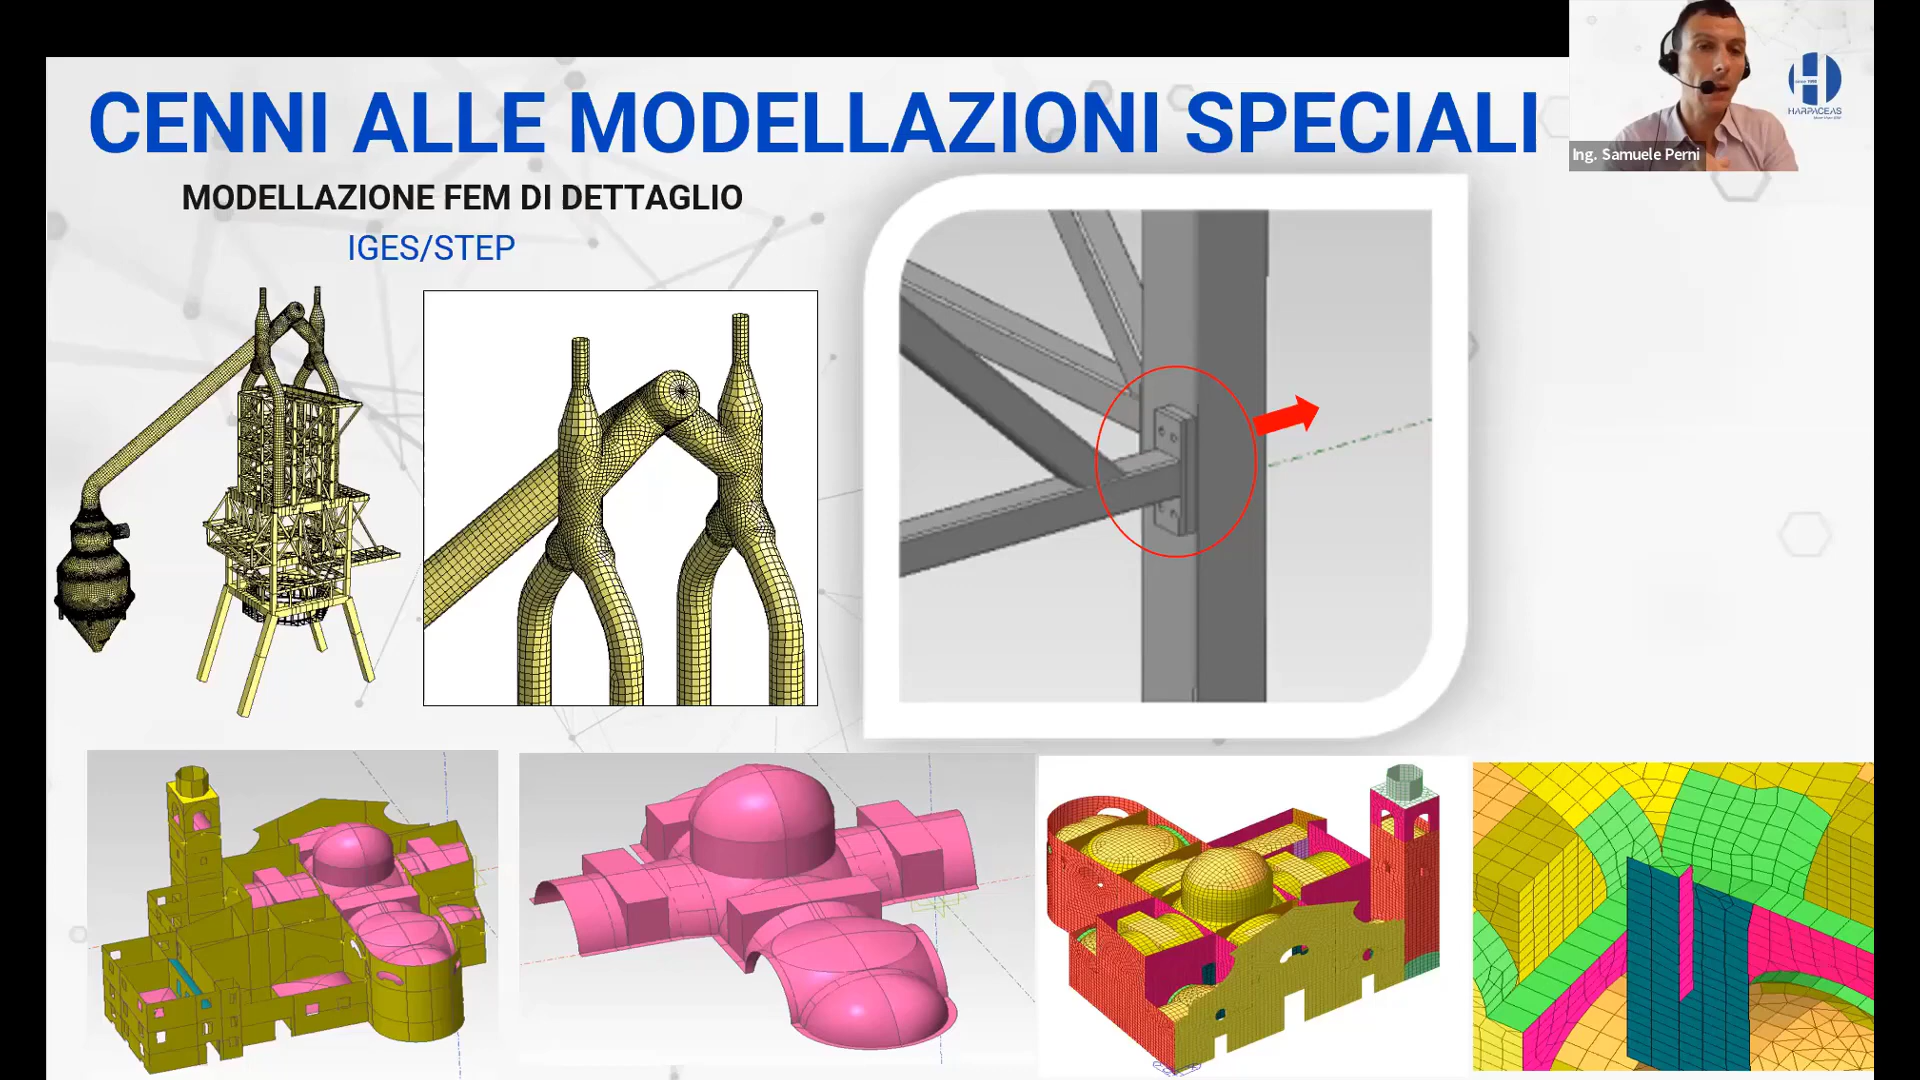 CENNI ALLE MODELLAZIONI SPECIALI
MODELLAZIONE FEM DI DETTAGLIO
IGES/STEP
HARPACEAS
Ing. Samuele Perni